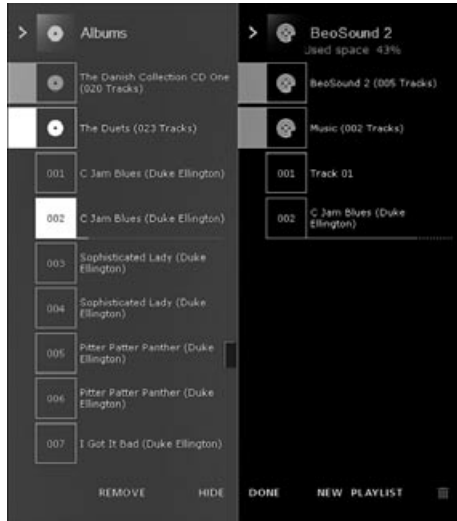 > Albums
The Danish Collection CD One
(020 Tracks)
The Duets (023 Tracks)
001 C Jam Blues (Duke Ellington)
002 C Jam Blues (Duke Ellington)
003 Sophisticated Lady (Duke
Ellington)
004 Sophisticated Lady (Duke
Ellington)
005 Pitter Patter Panther (Duke
Ellington)
006 Pitter Patter Panther (Duke
Ellington)
007 I Got It Bad (Duke Ellington)
REMOVE HIDE
> BeoSound 2
Used space 43%
BeoSound 2 (005 Tracks)
Music (002 Tracks)
001 Track 01
002 C Jam Blues (Duke
Ellington)
DONE NEW PLAYLIST